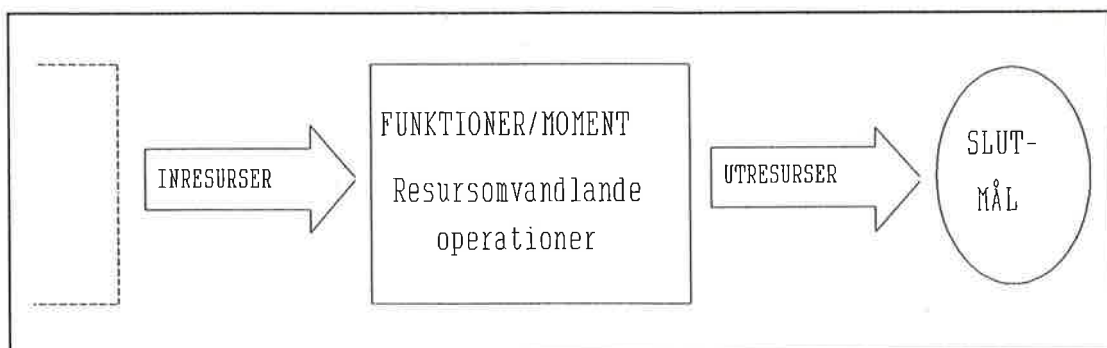 INRESURSER
FUNKTIONER/MOMENT
Resursomvandlande
operationer
UTRESURSER
SLUT-
MÅL